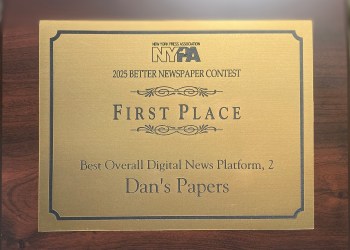 NEW YORK PRESS ASSOCIATION
NYPA
2025 BETTER NEWSPAPER CONTEST
FIRST PLACE
Best Overall Digital News Platform, 2
Dan's Papers